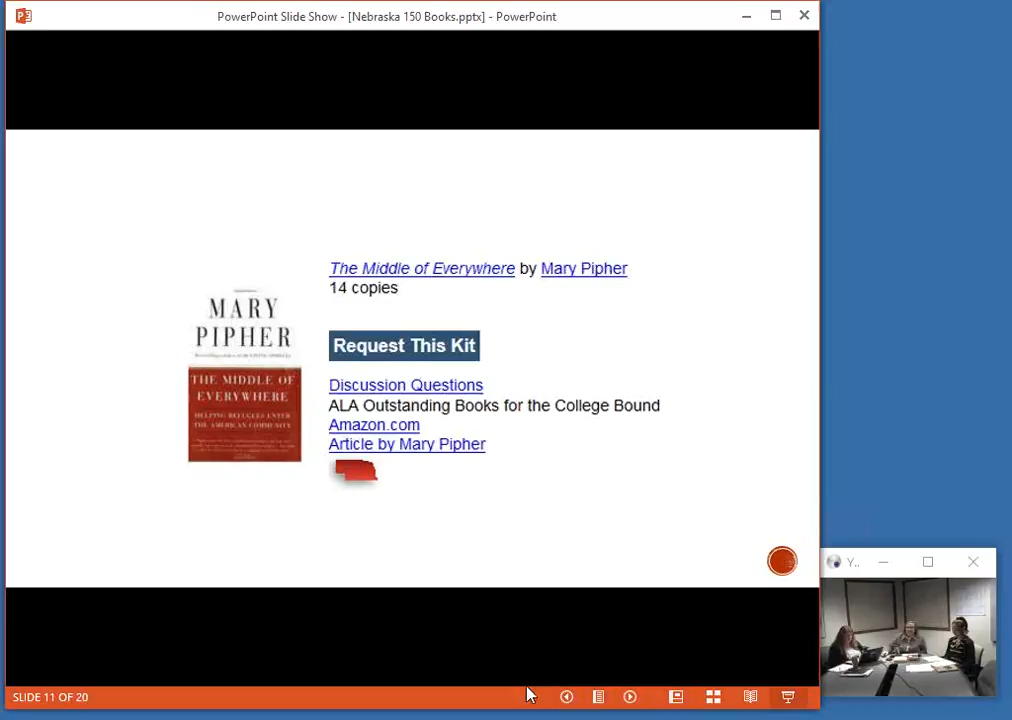 PowerPoint Slide Show - [Nebraska 150 Books.pptx] - PowerPoint
The Middle of Everywhere by Mary Pipher
14 copies
MARY
PIPHER
Request This Kit
THE MIDDLE OF
EVERYWHERE
HELPING REFUGEES ENTER
THE AMERICAN COMMUNITY
Discussion Questions
ALA Outstanding Books for the College Bound
Amazon.com
Article by Mary Pipher
Y..
SLIDE 11 OF 20